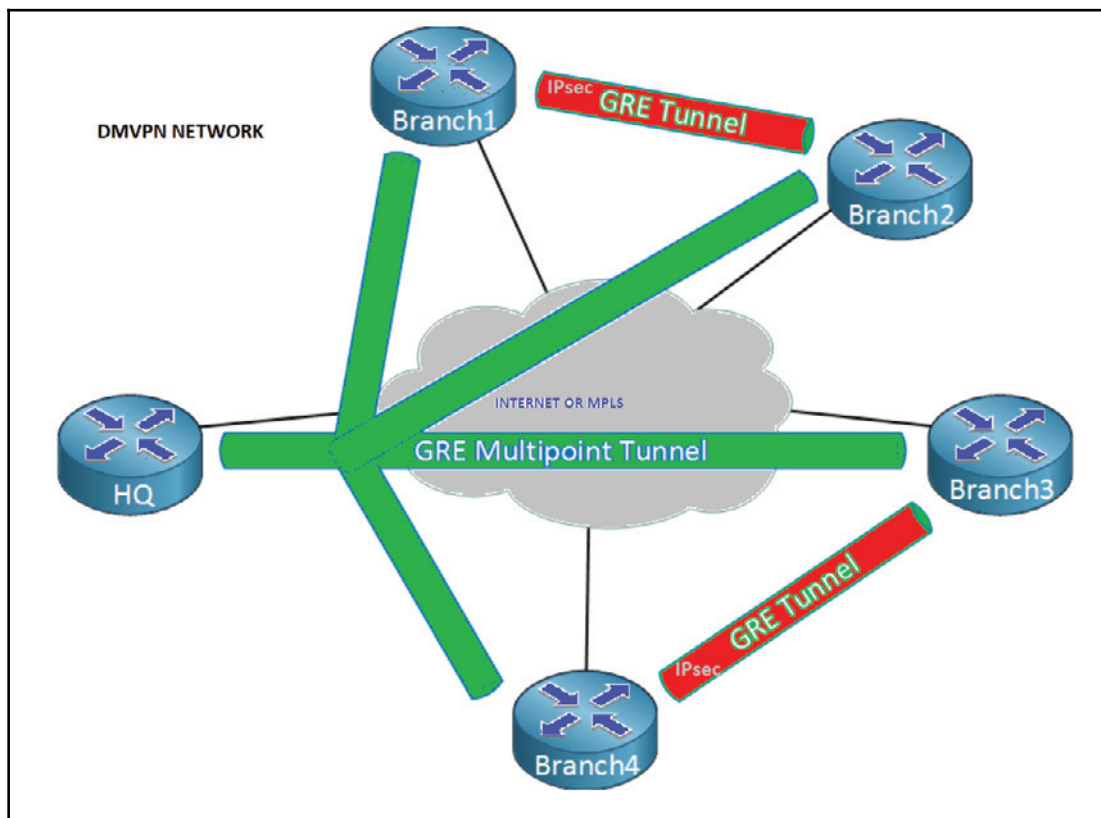 DMVPN NETWORK
Branch1
IPsec GRE Tunnel
Branch2
INTERNET OR MPLS
GRE Multipoint Tunnel
HQ
Branch3
IPsec GRE Tunnel
Branch4